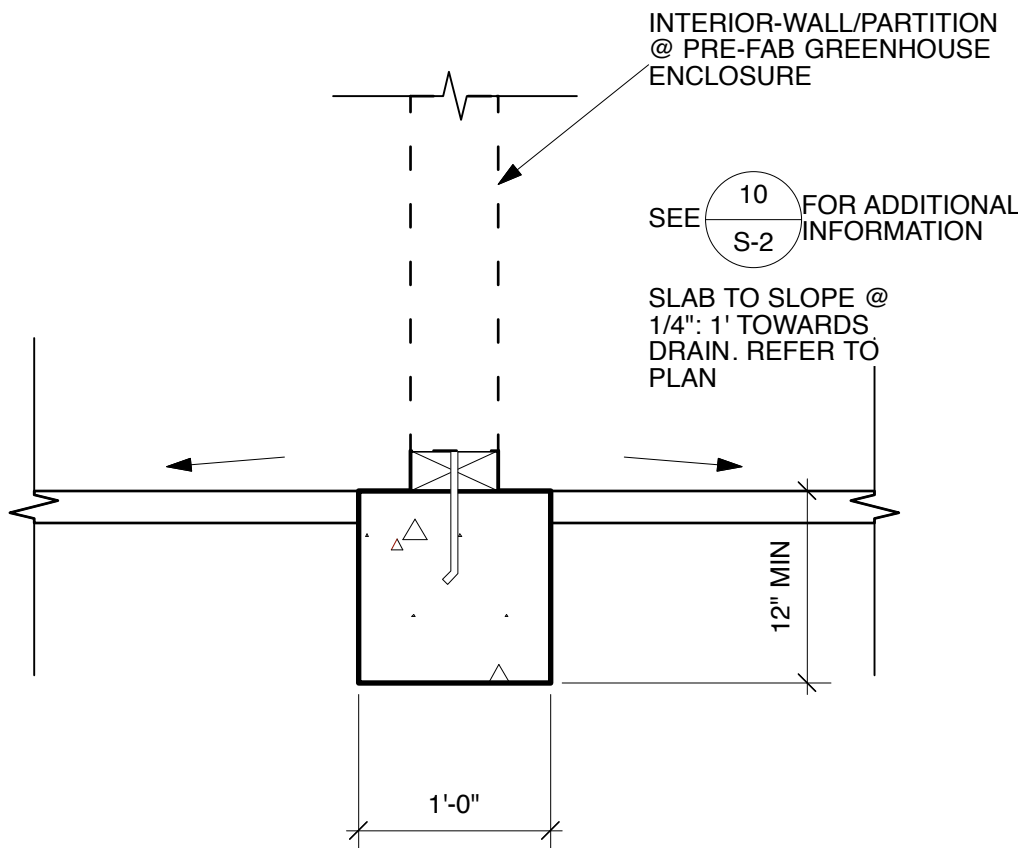 INTERIOR-WALL/PARTITION
@ PRE-FAB GREENHOUSE
ENCLOSURE
10
SEE FOR ADDITIONAL
S-2 INFORMATION
SLAB TO SLOPE @
1/4": 1' TOWARDS
DRAIN. REFER TO
PLAN
12" MIN
1'-0"